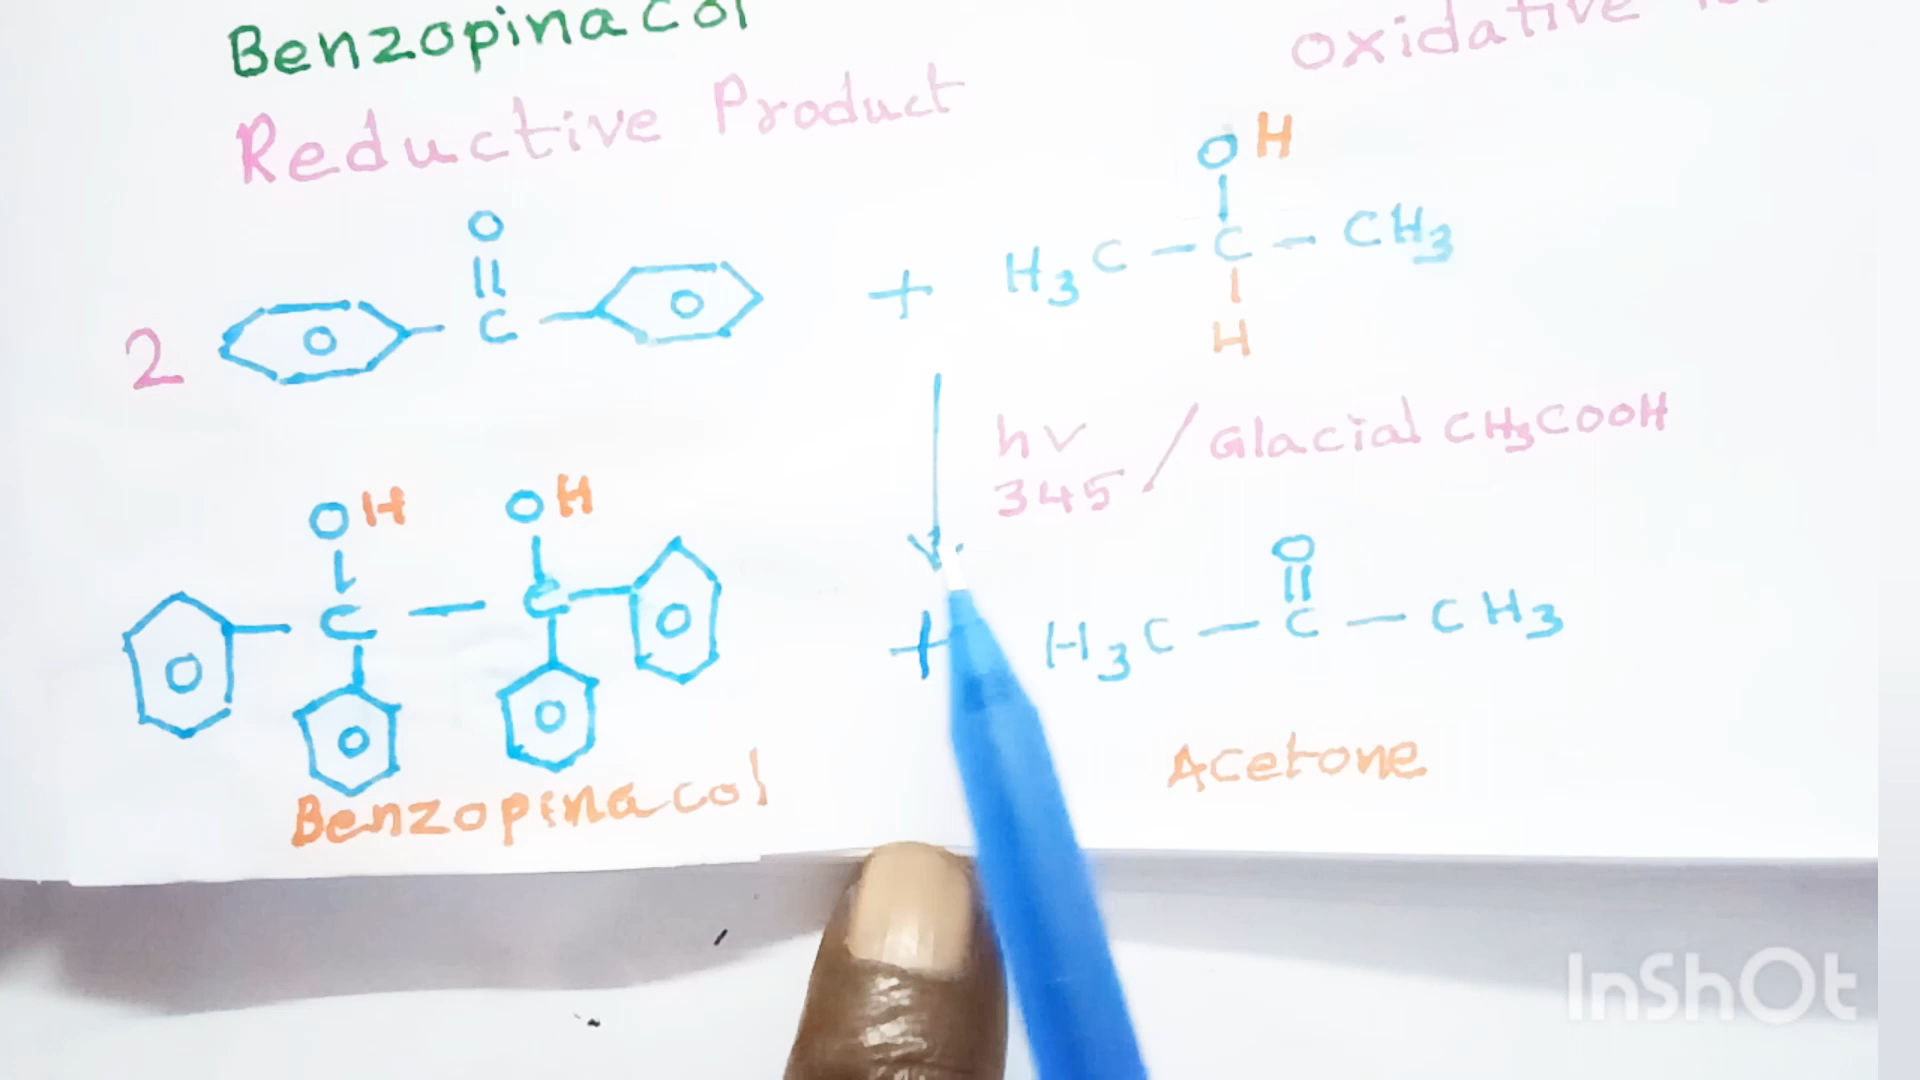 Benzopinacol
Oxidative
Reductive Product
OH
O
H3C - C - CH3
2 C +
H
hν / Glacial CH3COOH
345
OH OH
O
C - C + H3C - C - CH3
Acetone
Benzopinacol
InShOt